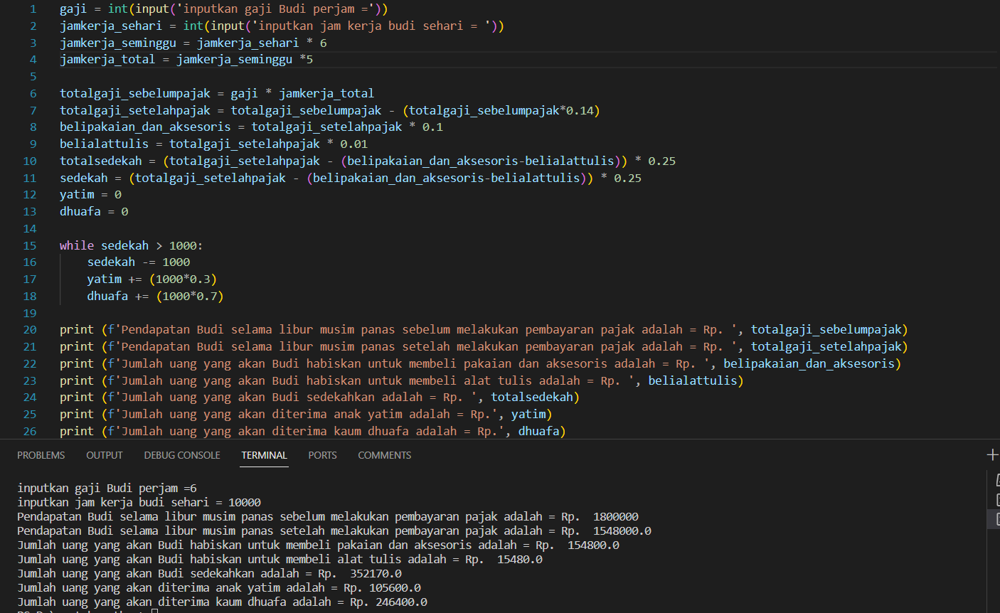 1 gaji = int(input('inputkan gaji Budi perjam ='))
2 jamkerja_sehari = int(input('inputkan jam kerja budi sehari = '))
3 jamkerja_seminggu = jamkerja_sehari * 6
4 jamkerja_total = jamkerja_seminggu *5
5
6 totalgaji_sebelumpajak = gaji * jamkerja_total
7 totalgaji_setelahpajak = totalgaji_sebelumpajak - (totalgaji_sebelumpajak*0.14)
8 belipakaian_dan_aksesoris = totalgaji_setelahpajak * 0.1
9 belialattulis = totalgaji_setelahpajak * 0.01
10 totalsedekah = (totalgaji_setelahpajak - (belipakaian_dan_aksesoris-belialattulis)) * 0.25
11 sedekah = (totalgaji_setelahpajak - (belipakaian_dan_aksesoris-belialattulis)) * 0.25
12 yatim = 0
13 dhuafa = 0
14
15 while sedekah > 1000:
16     sedekah -= 1000
17     yatim += (1000*0.3)
18     dhuafa += (1000*0.7)
19
20 print (f'Pendapatan Budi selama libur musim panas sebelum melakukan pembayaran pajak adalah = Rp. ', totalgaji_sebelumpajak)
21 print (f'Pendapatan Budi selama libur musim panas setelah melakukan pembayaran pajak adalah = Rp. ', totalgaji_setelahpajak)
22 print (f'Jumlah uang yang akan Budi habiskan untuk membeli pakaian dan aksesoris adalah = Rp. ', belipakaian_dan_aksesoris)
23 print (f'Jumlah uang yang akan Budi habiskan untuk membeli alat tulis adalah = Rp. ', belialattulis)
24 print (f'Jumlah uang yang akan Budi sedekahkan adalah = Rp. ', totalsedekah)
25 print (f'Jumlah uang yang akan diterima anak yatim adalah = Rp.', yatim)
26 print (f'Jumlah uang yang akan diterima kaum dhuafa adalah = Rp.', dhuafa)
PROBLEMS OUTPUT DEBUG CONSOLE TERMINAL PORTS COMMENTS
inputkan gaji Budi perjam =6
inputkan jam kerja budi sehari = 10000
Pendapatan Budi selama libur musim panas sebelum melakukan pembayaran pajak adalah = Rp.  1800000
Pendapatan Budi selama libur musim panas setelah melakukan pembayaran pajak adalah = Rp.  1548000.0
Jumlah uang yang akan Budi habiskan untuk membeli pakaian dan aksesoris adalah = Rp.  154800.0
Jumlah uang yang akan Budi habiskan untuk membeli alat tulis adalah = Rp.  15480.0
Jumlah uang yang akan Budi sedekahkan adalah = Rp.  352170.0
Jumlah uang yang akan diterima anak yatim adalah = Rp. 105600.0
Jumlah uang yang akan diterima kaum dhuafa adalah = Rp. 246400.0